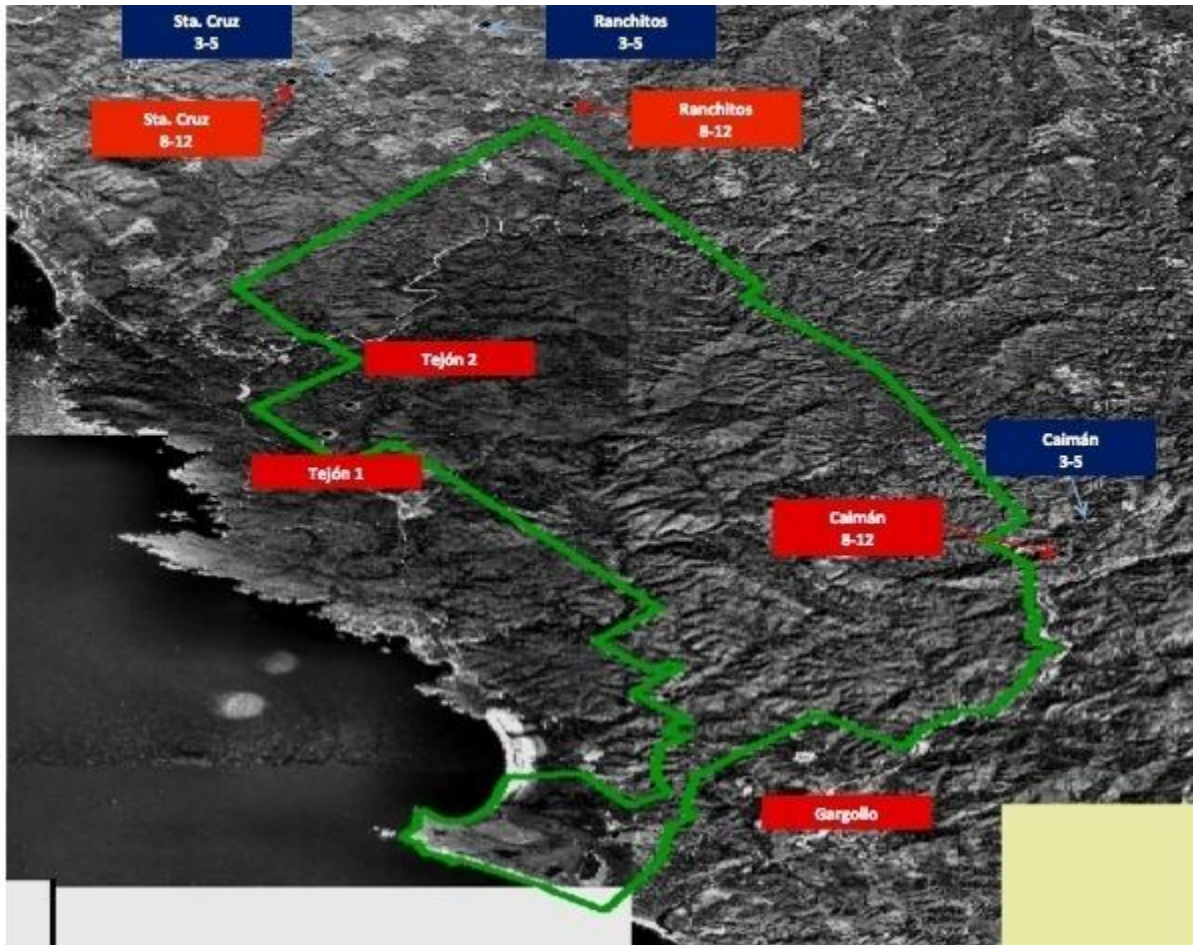 Sta. Cruz
3-5
Ranchitos
3-5
Sta. Cruz
8-12
Ranchitos
8-12
Tejón 2
Caimán
3-5
Tejón 1
Caimán
8-12
Gargollo